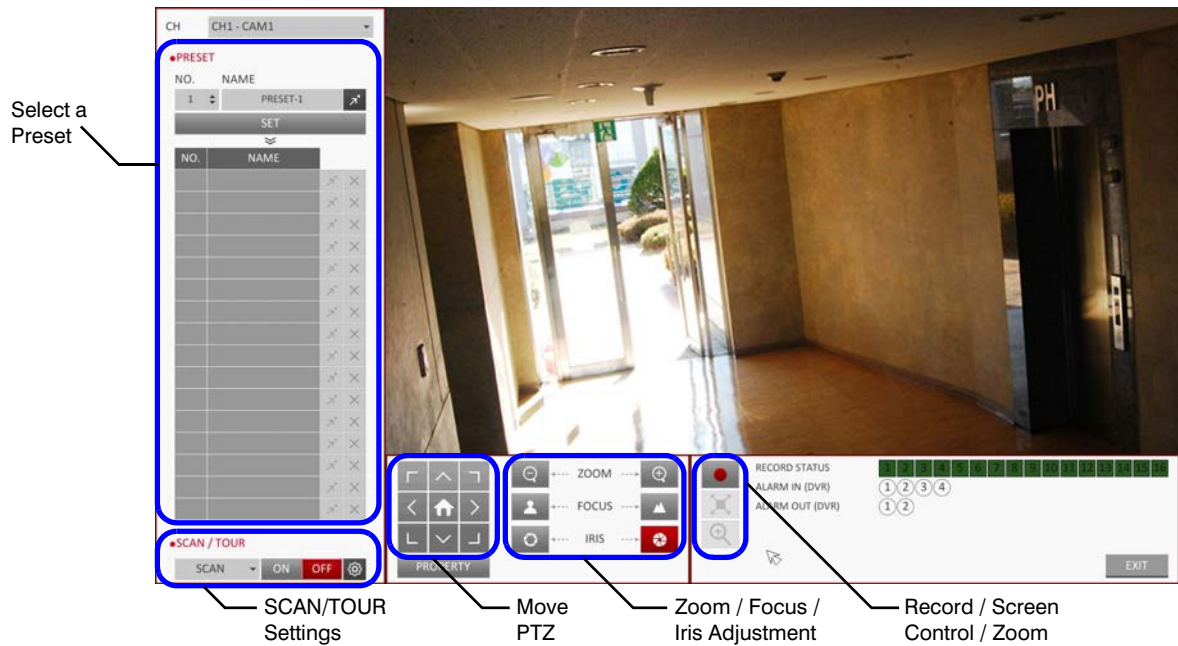 CH CH1 - CAM1
PRESET
NO. NAME
1 PRESET-1
SET
NO. NAME
SCAN / TOUR
SCAN ON OFF
Select a
Preset
PH
ZOOM
FOCUS
IRIS
PROPERTY
RECORD STATUS 1 2 3 4 5 6 7 8 9 10 11 12 13 14 15 16
ALARM IN (DVR) 1 2 3 4
ALARM OUT (DVR) 1 2
EXIT
SCAN/TOUR
Settings
Move
PTZ
Zoom / Focus /
Iris Adjustment
Record / Screen
Control / Zoom